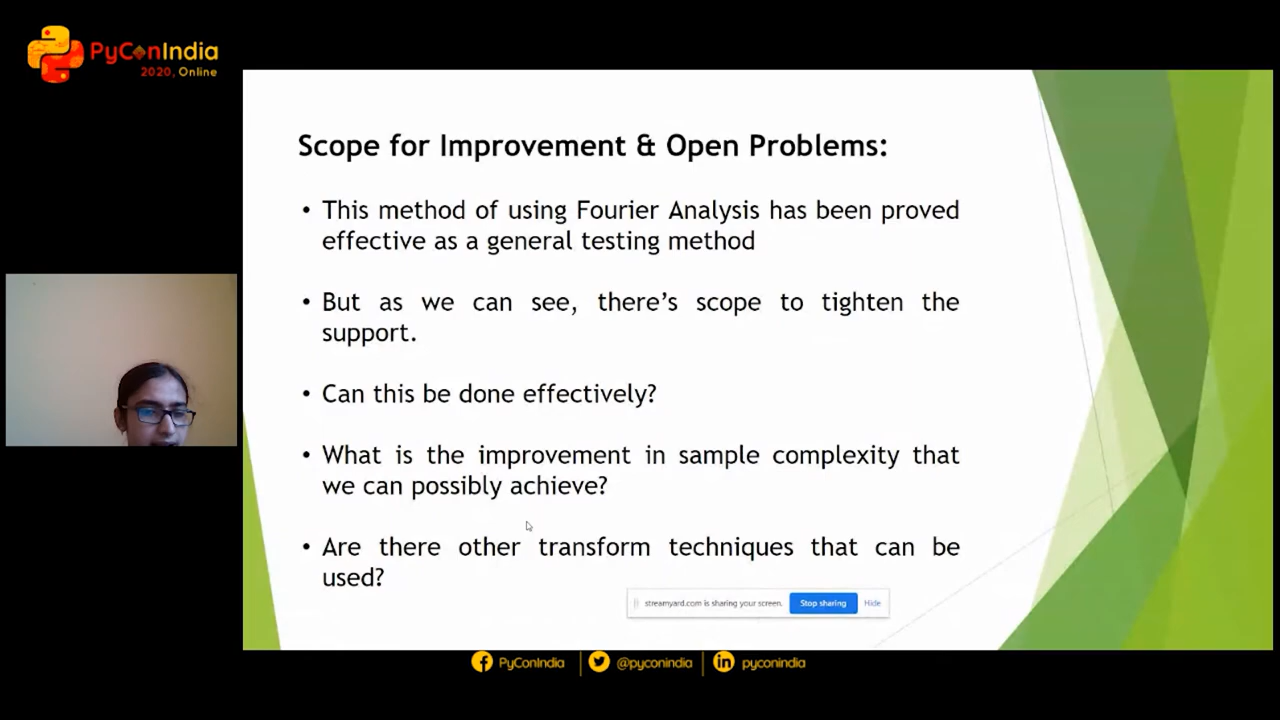 PyConIndia
2020, Online
Scope for Improvement & Open Problems:
• This method of using Fourier Analysis has been proved
effective as a general testing method
• But as we can see, there’s scope to tighten the
support.
• Can this be done effectively?
• What is the improvement in sample complexity that
we can possibly achieve?
• Are there other transform techniques that can be
used?
streamyard.com is sharing your screen. Stop sharing Hide
PyConIndia @pyconindia pyconindia